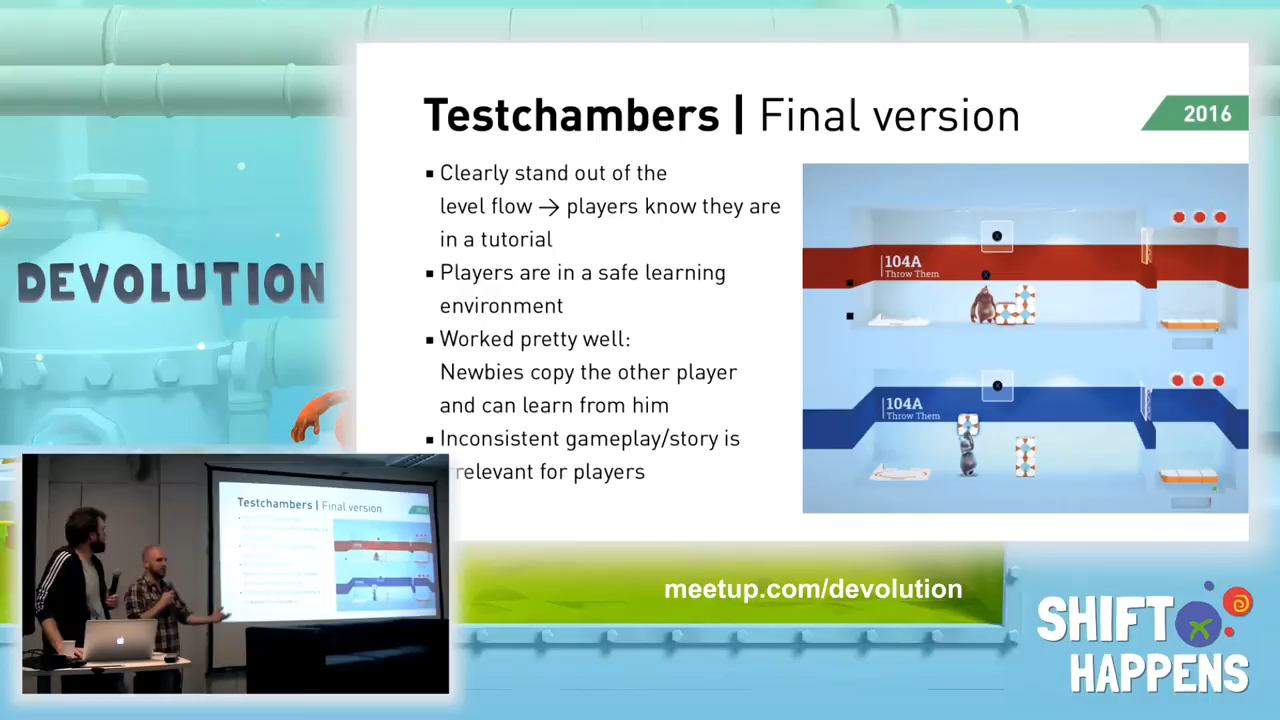 Testchambers | Final version
2016
▪ Clearly stand out of the
level flow → players know they are
in a tutorial
▪ Players are in a safe learning
environment
▪ Worked pretty well:
Newbies copy the other player
and can learn from him
▪ Inconsistent gameplay/story is
relevant for players
104A
Throw Them
104A
Throw Them
DEVOLUTION
Testchambers | Final version
meetup.com/devolution
SHIFT
HAPPENS